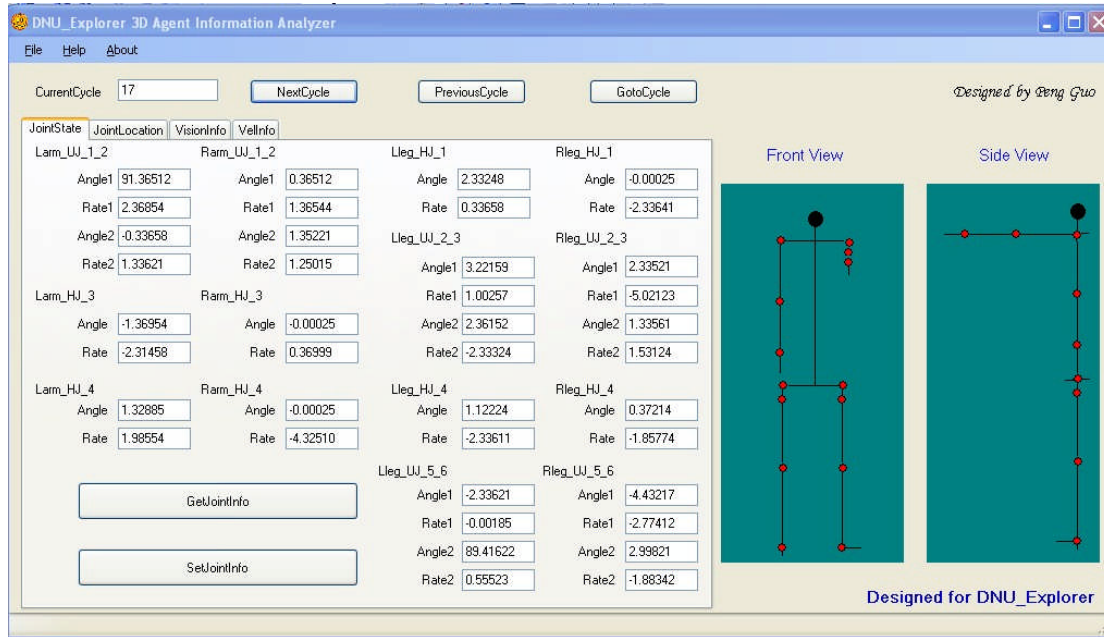 DNU_Explorer 3D Agent Information Analyzer
File Help About
CurrentCycle 17 NextCycle PreviousCycle GotoCycle Designed by Peng Guo
JointState JointLocation VisionInfo VelInfo
Larm_UJ_1_2 Rarm_UJ_1_2 Lleg_HJ_1 Rleg_HJ_1 Front View Side View
Angle1 91.36512 Angle1 0.36512 Angle 2.33248 Angle -0.00025
Rate1 2.36854 Rate1 1.36544 Rate 0.33658 Rate -2.33641
Angle2 -0.33658 Angle2 1.35221 Lleg_UJ_2_3 Rleg_UJ_2_3
Rate2 1.33621 Rate2 1.25015 Angle1 3.22159 Angle1 2.33521
Larm_HJ_3 Rarm_HJ_3 Rate1 1.00257 Rate1 -5.02123
Angle -1.36954 Angle -0.00025 Angle2 2.36152 Angle2 1.33561
Rate -2.31458 Rate 0.36999 Rate2 -2.33324 Rate2 1.53124
Larm_HJ_4 Rarm_HJ_4 Lleg_HJ_4 Rleg_HJ_4
Angle 1.32885 Angle -0.00025 Angle 1.12224 Angle 0.37214
Rate 1.98554 Rate -4.32510 Rate -2.33611 Rate -1.85774
Lleg_UJ_5_6 Rleg_UJ_5_6
GetJointInfo Angle1 -2.33621 Angle1 -4.43217
Rate1 -0.00185 Rate1 -2.77412
SetJointInfo Angle2 89.41622 Angle2 2.99821
Rate2 0.55523 Rate2 -1.88342
Designed for DNU_Explorer